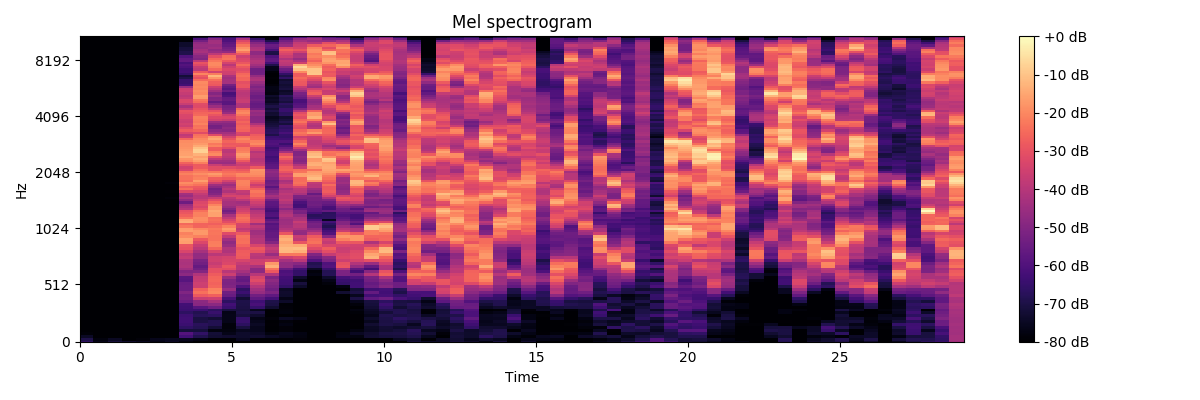 Mel spectrogram
Hz
8192
4096
2048
1024
512
0
0 5 10 15 20 25
Time
+0 dB
-10 dB
-20 dB
-30 dB
-40 dB
-50 dB
-60 dB
-70 dB
-80 dB